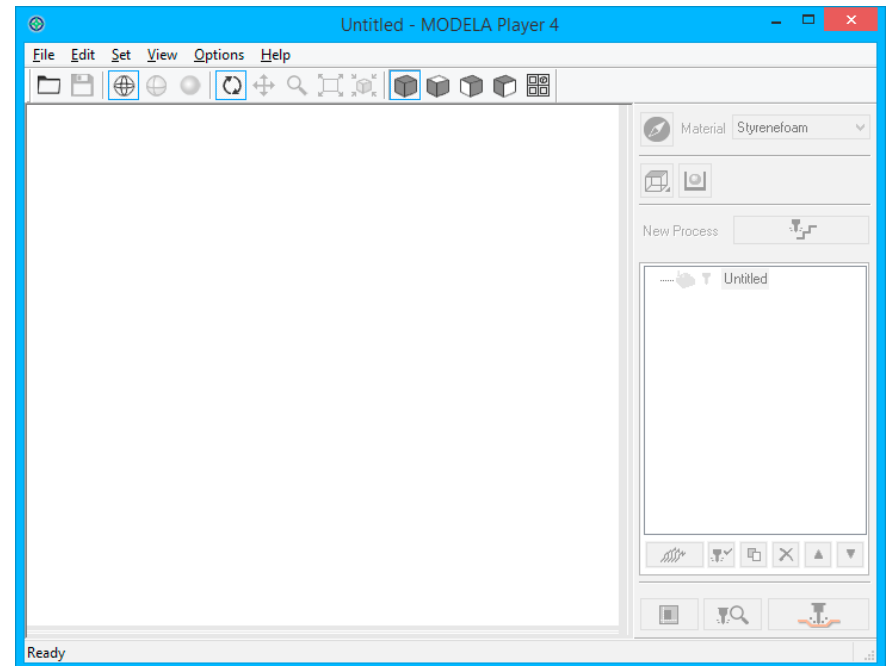 Untitled - MODELA Player 4
File Edit Set View Options Help
Material Styrenefoam
New Process
Untitled
Ready